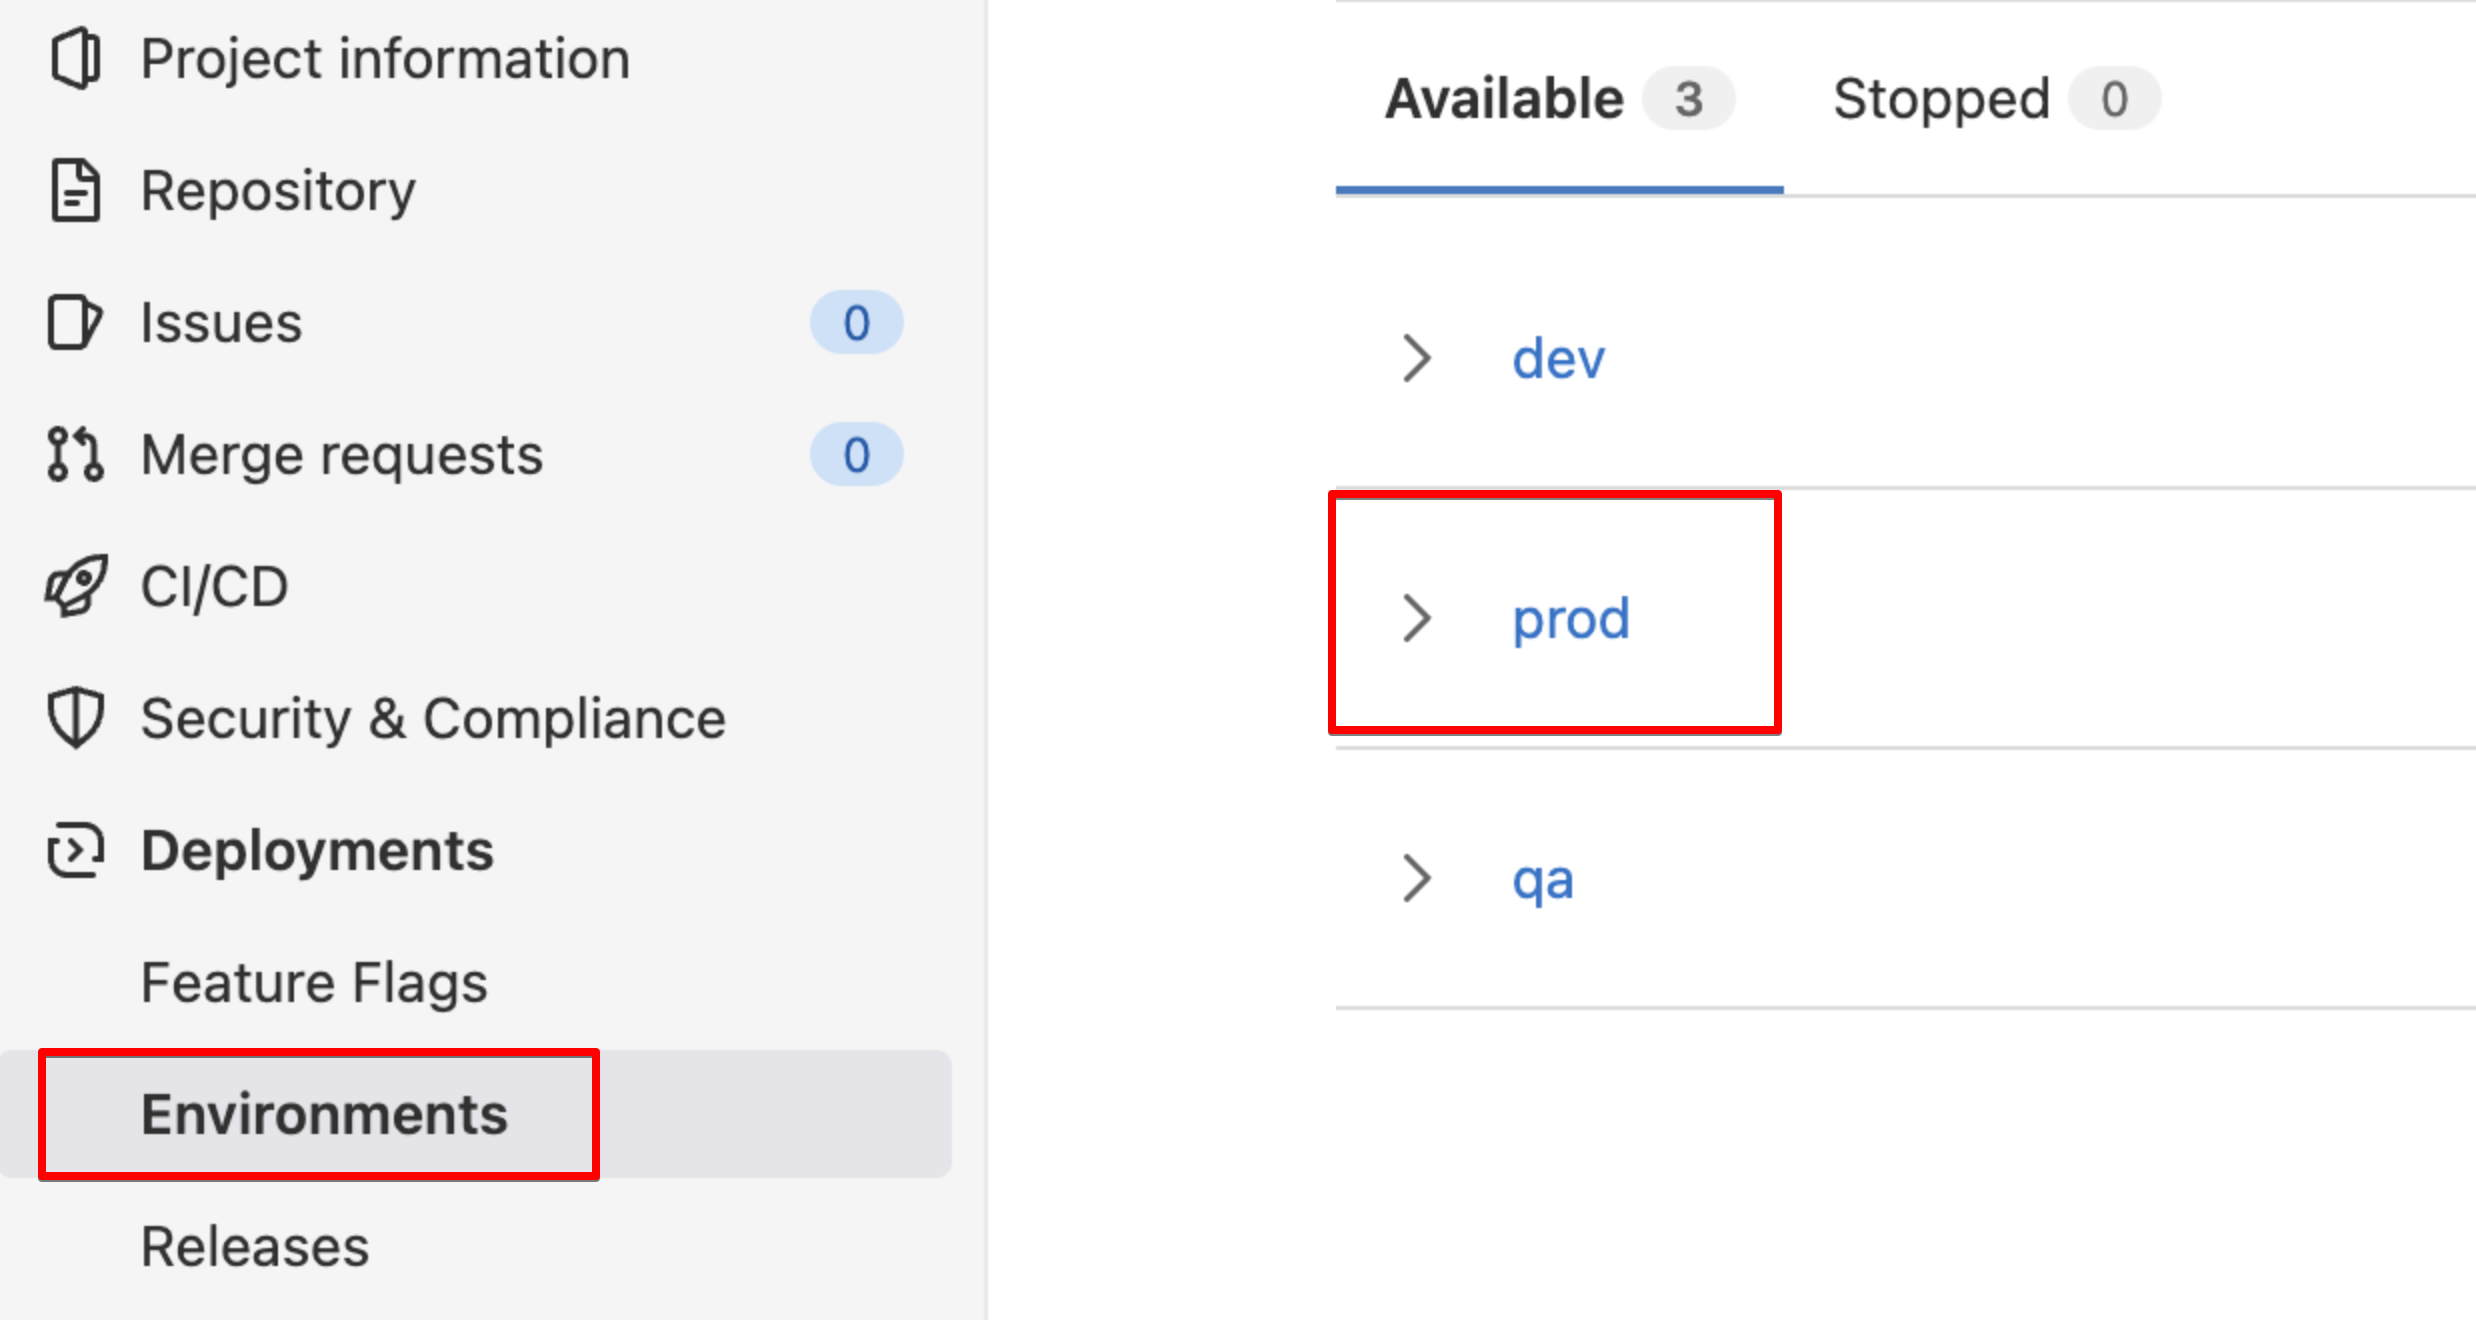 Project information
Repository
Issues 0
Merge requests 0
CI/CD
Security & Compliance
Deployments
Feature Flags
Environments
Releases
Available 3 Stopped 0
dev
prod
qa